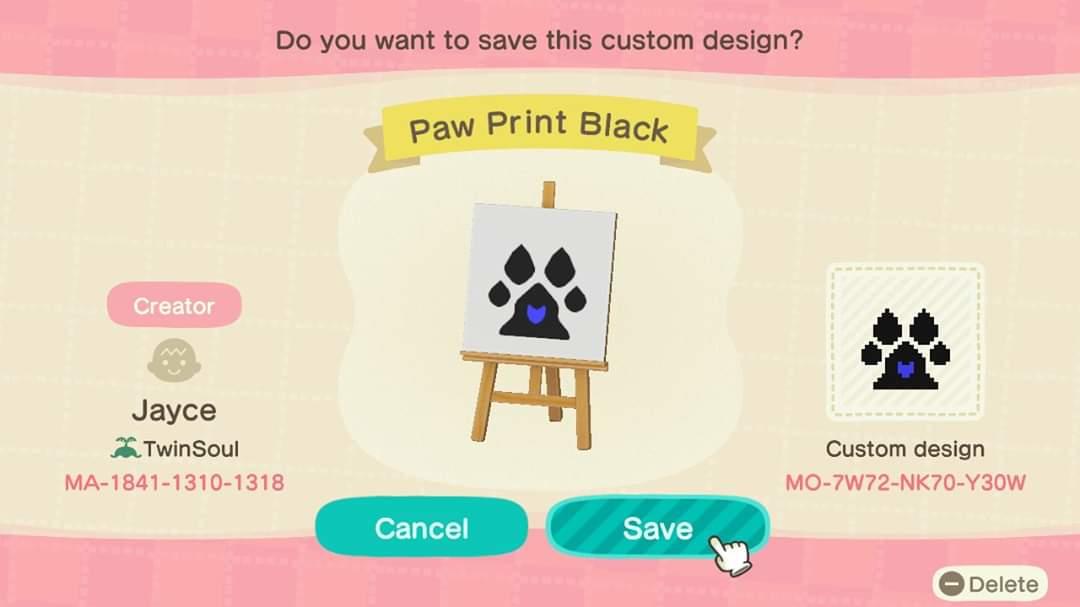 Do you want to save this custom design?
Paw Print Black
Creator
Jayce
TwinSoul
MA-1841-1310-1318
Custom design
MO-7W72-NK70-Y30W
Cancel
Save
Delete